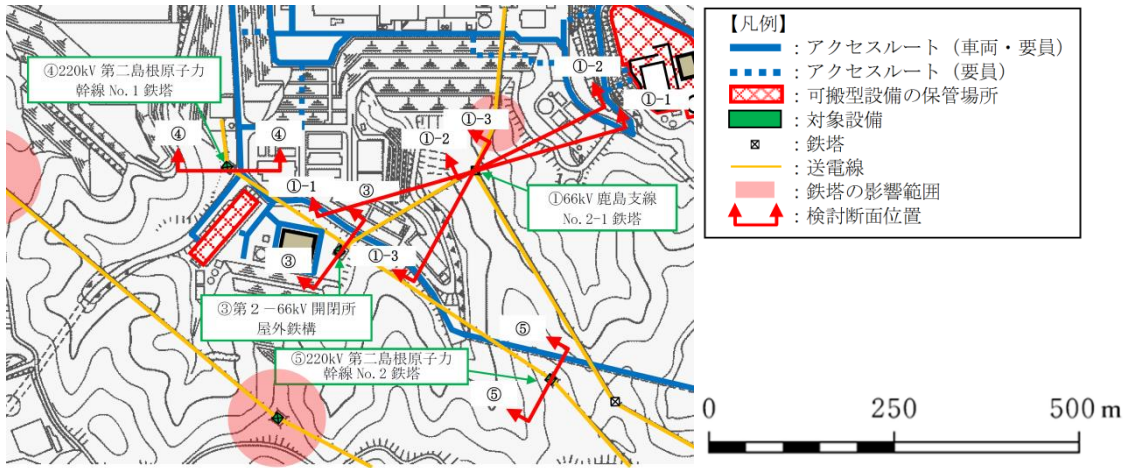 ④220kV 第二島根原子力
幹線 No.1 鉄塔
④
④
①-2
①-1
①-3
①-2
①-1
③
①66kV 鹿島支線
No.2-1 鉄塔
③
①-3
③第２－66kV 開閉所
屋外鉄構
⑤
⑤220kV 第二島根原子力
幹線 No.2 鉄塔
⑤
【凡例】
：アクセスルート（車両・要員）
：アクセスルート（要員）
：可搬型設備の保管場所
：対象設備
：鉄塔
：送電線
：鉄塔の影響範囲
：検討断面位置
0 250 500 m